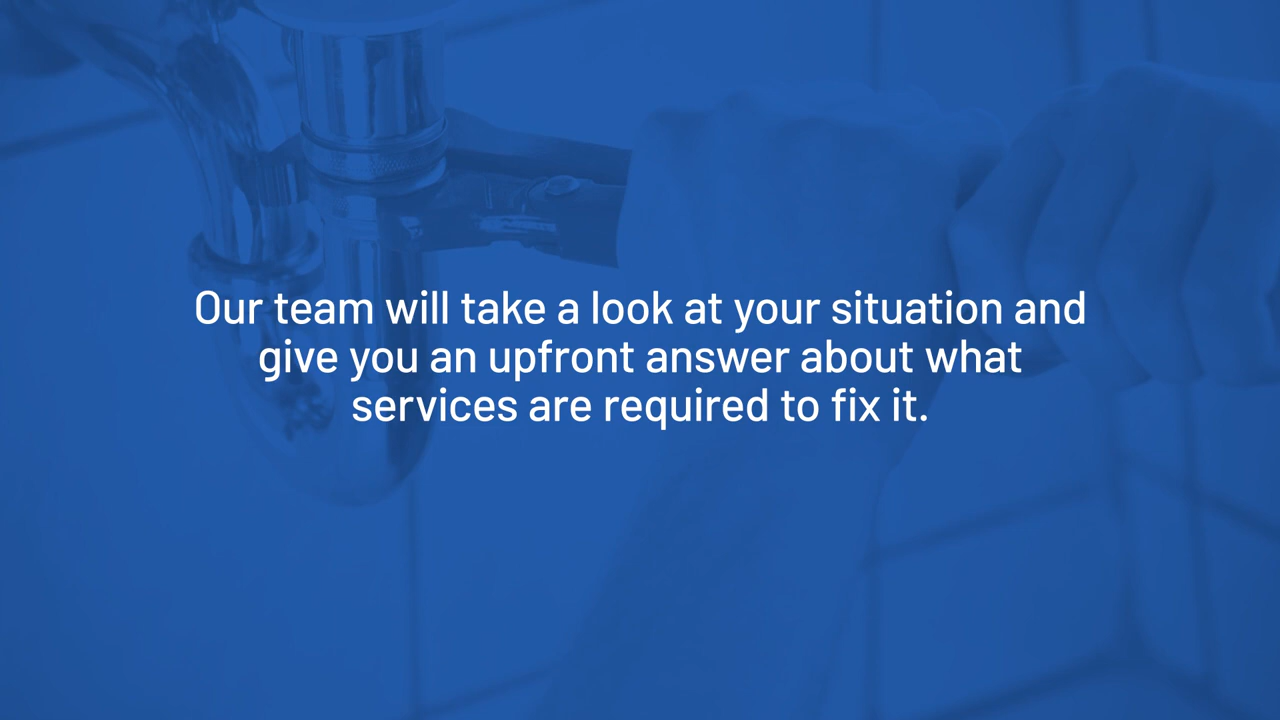 Our team will take a look at your situation and
give you an upfront answer about what
services are required to fix it.